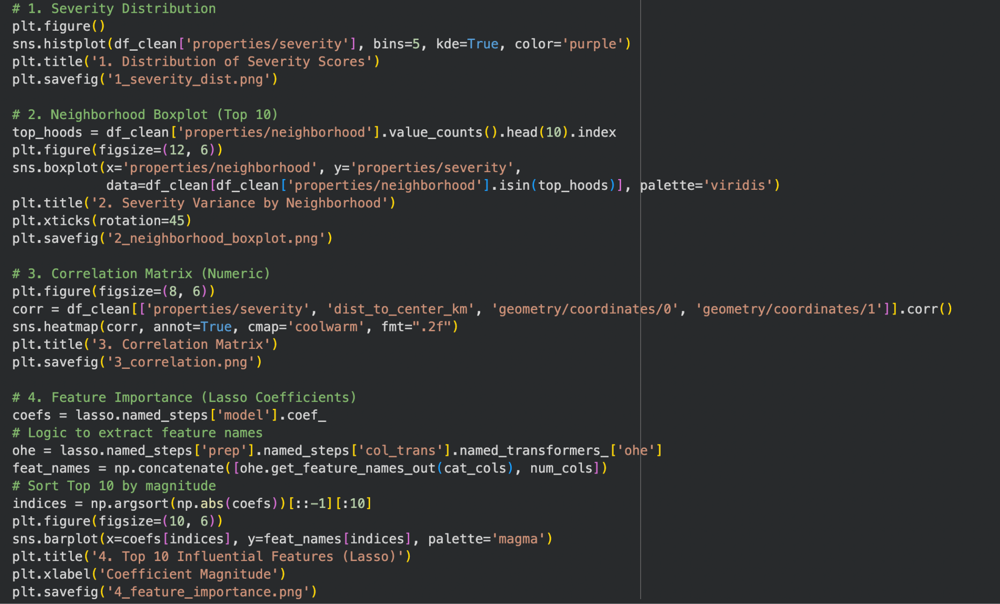 # 1. Severity Distribution
plt.figure()
sns.histplot(df_clean['properties/severity'], bins=5, kde=True, color='purple')
plt.title('1. Distribution of Severity Scores')
plt.savefig('1_severity_dist.png')

# 2. Neighborhood Boxplot (Top 10)
top_hoods = df_clean['properties/neighborhood'].value_counts().head(10).index
plt.figure(figsize=(12, 6))
sns.boxplot(x='properties/neighborhood', y='properties/severity',
            data=df_clean[df_clean['properties/neighborhood'].isin(top_hoods)], palette='viridis')
plt.title('2. Severity Variance by Neighborhood')
plt.xticks(rotation=45)
plt.savefig('2_neighborhood_boxplot.png')

# 3. Correlation Matrix (Numeric)
plt.figure(figsize=(8, 6))
corr = df_clean[['properties/severity', 'dist_to_center_km', 'geometry/coordinates/0', 'geometry/coordinates/1']].corr()
sns.heatmap(corr, annot=True, cmap='coolwarm', fmt=".2f")
plt.title('3. Correlation Matrix')
plt.savefig('3_correlation.png')

# 4. Feature Importance (Lasso Coefficients)
coefs = lasso.named_steps['model'].coef_
# Logic to extract feature names
ohe = lasso.named_steps['prep'].named_steps['col_trans'].named_transformers_['ohe']
feat_names = np.concatenate([ohe.get_feature_names_out(cat_cols), num_cols])
# Sort Top 10 by magnitude
indices = np.argsort(np.abs(coefs))[::-1][:10]
plt.figure(figsize=(10, 6))
sns.barplot(x=coefs[indices], y=feat_names[indices], palette='magma')
plt.title('4. Top 10 Influential Features (Lasso)')
plt.xlabel('Coefficient Magnitude')
plt.savefig('4_feature_importance.png')